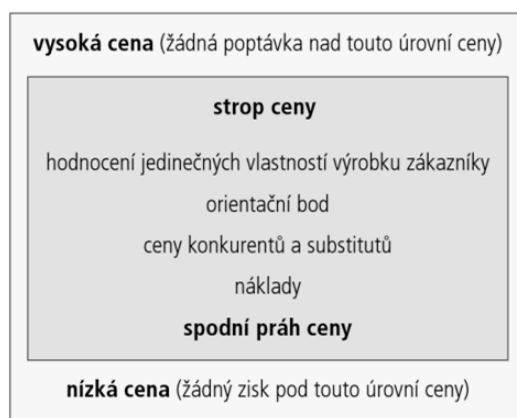 vysoká cena (žádná poptávka nad touto úrovní ceny)
strop ceny
hodnocení jedinečných vlastností výrobku zákazníky
orientační bod
ceny konkurentů a substitutů
náklady
spodní práh ceny
nízká cena (žádný zisk pod touto úrovní ceny)